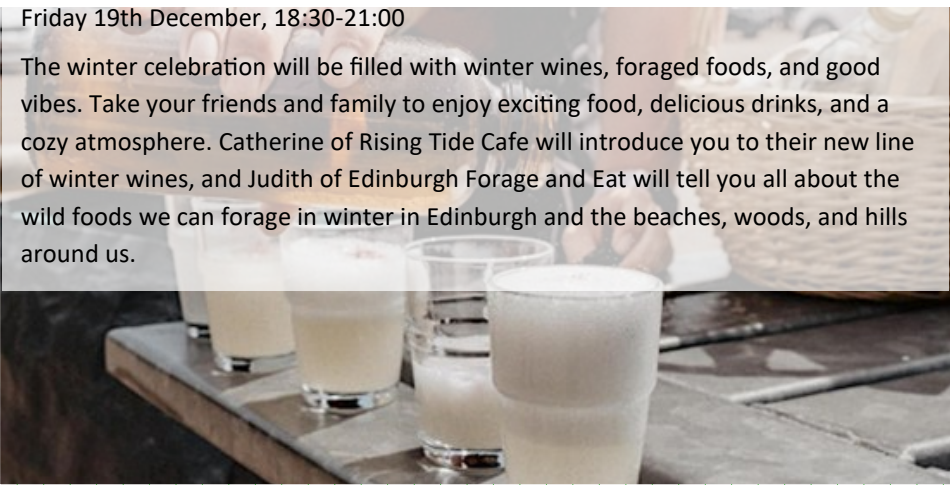 Friday 19th December, 18:30-21:00
The winter celebration will be filled with winter wines, foraged foods, and good
vibes. Take your friends and family to enjoy exciting food, delicious drinks, and a
cozy atmosphere. Catherine of Rising Tide Cafe will introduce you to their new line
of winter wines, and Judith of Edinburgh Forage and Eat will tell you all about the
wild foods we can forage in winter in Edinburgh and the beaches, woods, and hills
around us.